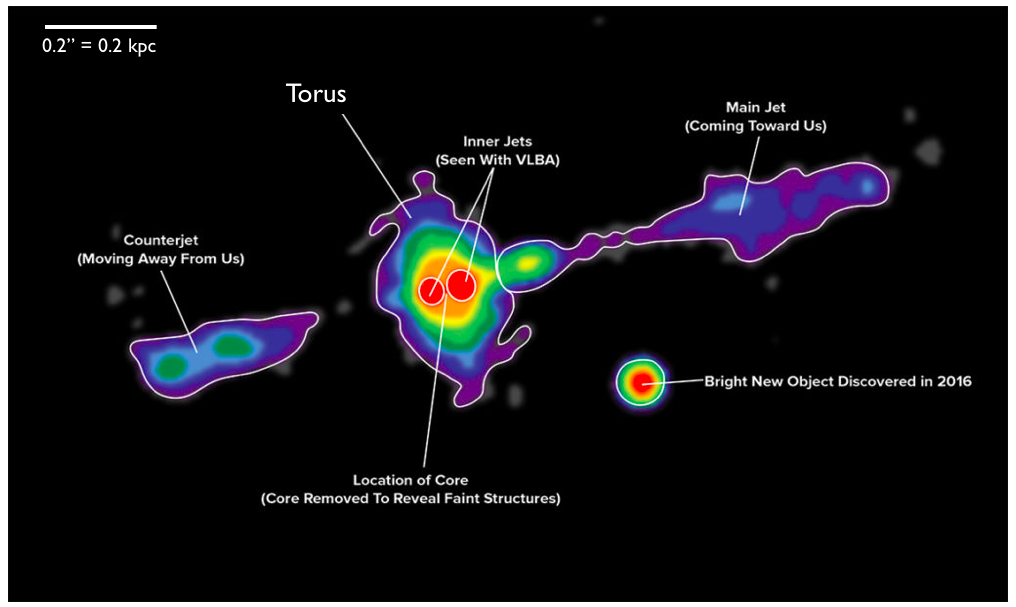 0.2” = 0.2 kpc
Torus
Main Jet
(Coming Toward Us)
Inner Jets
(Seen With VLBA)
Counterjet
(Moving Away From Us)
Bright New Object Discovered in 2016
Location of Core
(Core Removed To Reveal Faint Structures)